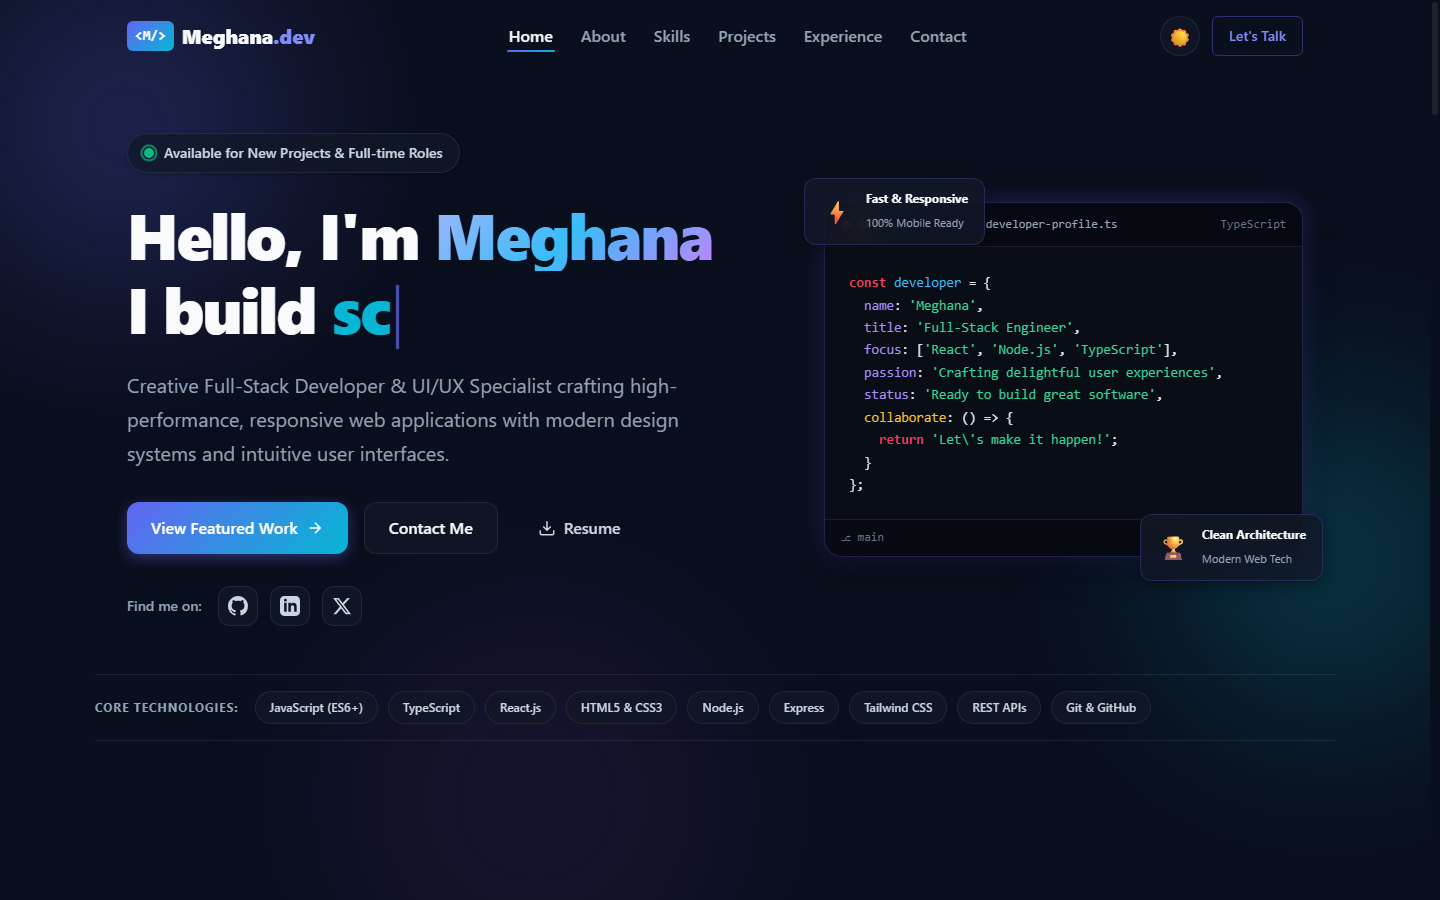 <M/> Meghana.dev
Home About Skills Projects Experience Contact
Let's Talk
Available for New Projects & Full-time Roles
Hello, I'm Meghana
I build sc
Creative Full-Stack Developer & UI/UX Specialist crafting high-
performance, responsive web applications with modern design
systems and intuitive user interfaces.
View Featured Work →
Contact Me
Resume
Find me on:
Fast & Responsive
100% Mobile Ready
developer-profile.ts
TypeScript
const developer = {
name: 'Meghana',
title: 'Full-Stack Engineer',
focus: ['React', 'Node.js', 'TypeScript'],
passion: 'Crafting delightful user experiences',
status: 'Ready to build great software',
collaborate: () => {
return 'Let\'s make it happen!';
}
};
main
Clean Architecture
Modern Web Tech
CORE TECHNOLOGIES: JavaScript (ES6+) TypeScript React.js HTML5 & CSS3 Node.js Express Tailwind CSS REST APIs Git & GitHub